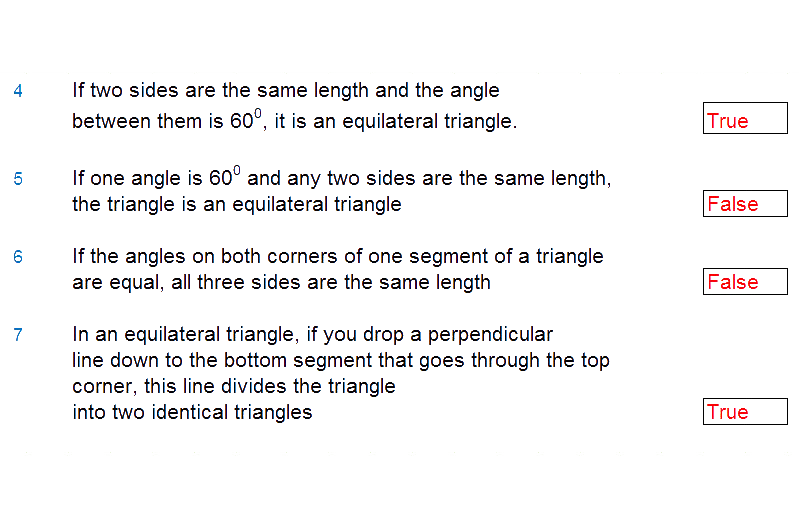 4 If two sides are the same length and the angle
between them is 60⁰, it is an equilateral triangle. True
5 If one angle is 60⁰ and any two sides are the same length,
the triangle is an equilateral triangle False
6 If the angles on both corners of one segment of a triangle
are equal, all three sides are the same length False
7 In an equilateral triangle, if you drop a perpendicular
line down to the bottom segment that goes through the top
corner, this line divides the triangle
into two identical triangles True